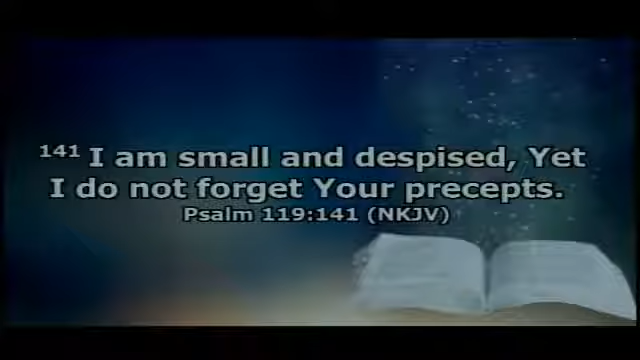 141 I am small and despised, Yet
I do not forget Your precepts.
Psalm 119:141 (NKJV)